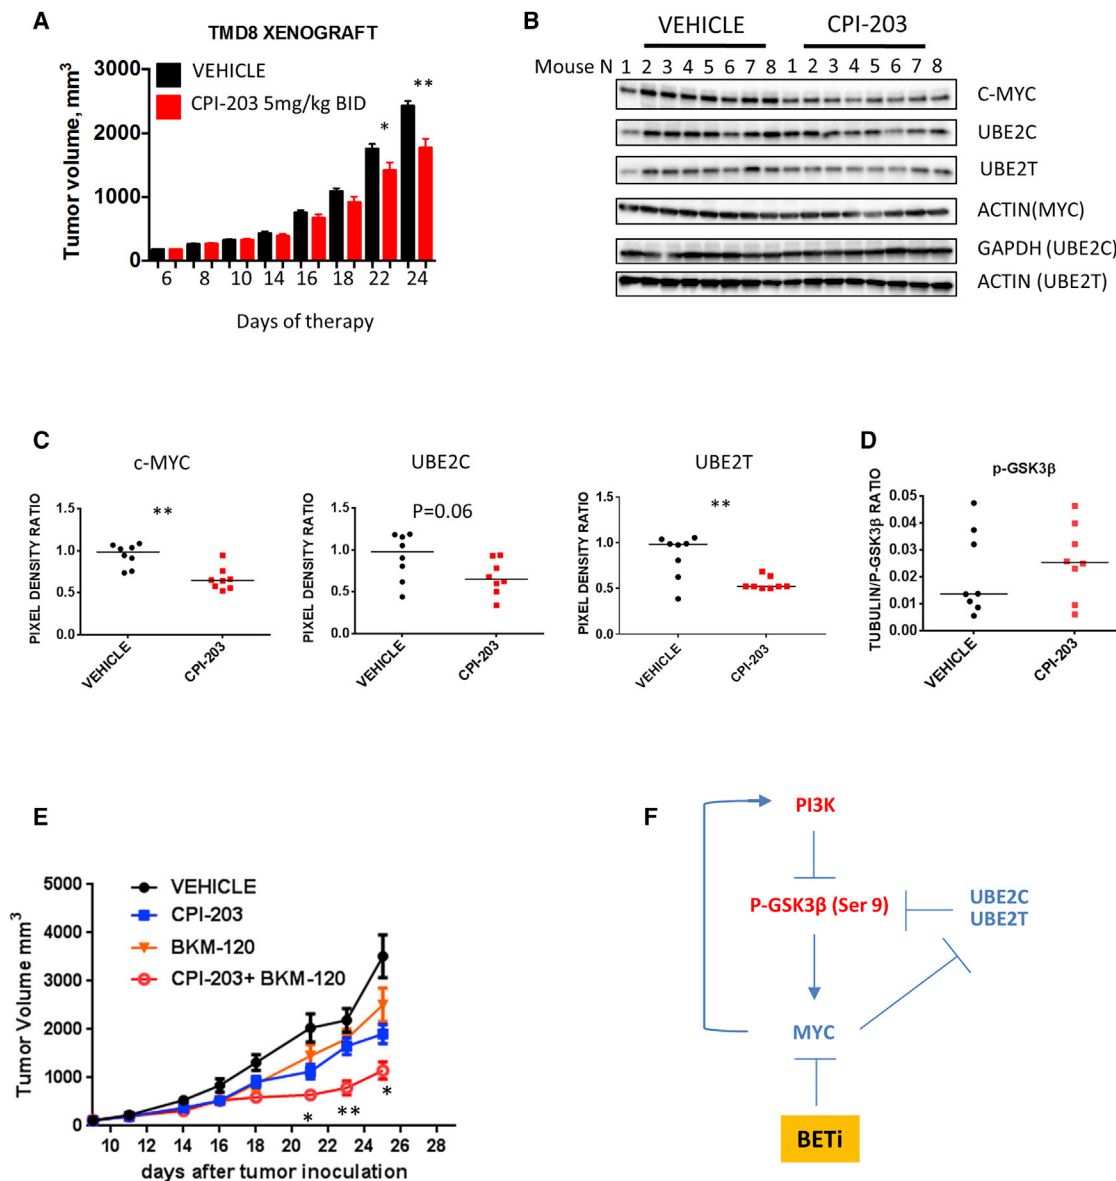 A
TMD8 XENOGRAFT
VEHICLE
CPI-203 5mg/kg BID
Tumor volume, mm3
3000
2000
1000
0
*
**
6 8 10 14 16 18 22 24
Days of therapy
B
VEHICLE CPI-203
Mouse N 1 2 3 4 5 6 7 8 1 2 3 4 5 6 7 8
C-MYC
UBE2C
UBE2T
ACTIN(MYC)
GAPDH (UBE2C)
ACTIN (UBE2T)
C
c-MYC
PIXEL DENSITY RATIO
1.5
1.0
0.5
0.0
**
VEHICLE
CPI-203
UBE2C
PIXEL DENSITY RATIO
1.5
1.0
0.5
0.0
P=0.06
VEHICLE
CPI-203
UBE2T
PIXEL DENSITY RATIO
1.5
1.0
0.5
0.0
**
VEHICLE
CPI-203
D
p-GSK3β
TUBULIN/P-GSK3β RATIO
0.05
0.04
0.03
0.02
0.01
0.00
VEHICLE
CPI-203
E
Tumor Volume mm3
5000
4000
3000
2000
1000
0
VEHICLE
CPI-203
BKM-120
CPI-203+ BKM-120
* ** *
10 12 14 16 18 20 22 24 26 28
days after tumor inoculation
F
PI3K
P-GSK3β (Ser 9)
UBE2C
UBE2T
MYC
BETi